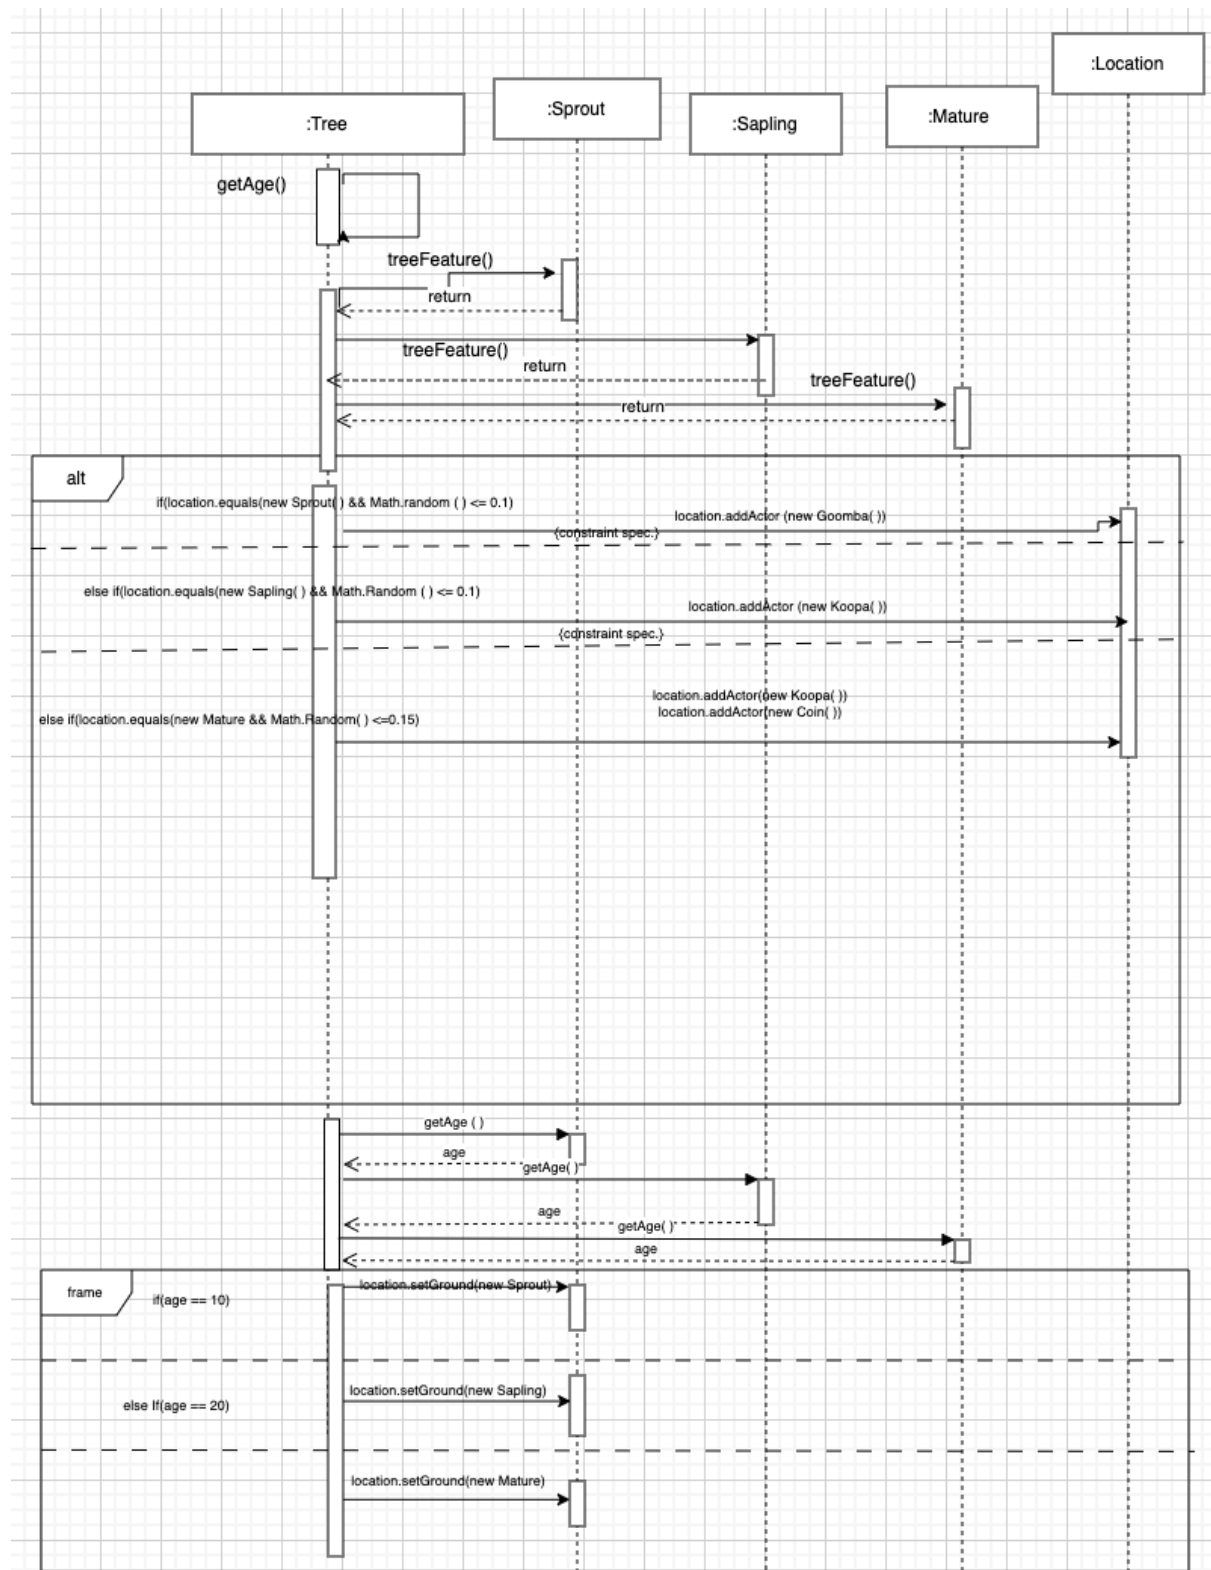 :Location
:Sprout
:Mature
:Tree
:Sapling
getAge()
treeFeature()
return
treeFeature()
return
treeFeature()
return
alt
if(location.equals(new Sprout( ) && Math.random ( ) <= 0.1)
location.addActor (new Goomba( ))
{constraint spec.}
else if(location.equals(new Sapling( ) && Math.Random ( ) <= 0.1)
location.addActor (new Koopa( ))
{constraint spec.}
location.addActor(new Koopa( ))
location.addActor(new Coin( ))
else if(location.equals(new Mature && Math.Random( ) <=0.15)
getAge ( )
age
getAge( )
age
getAge( )
age
frame
location.setGround(new Sprout)
if(age == 10)
location.setGround(new Sapling)
else If(age == 20)
location.setGround(new Mature)